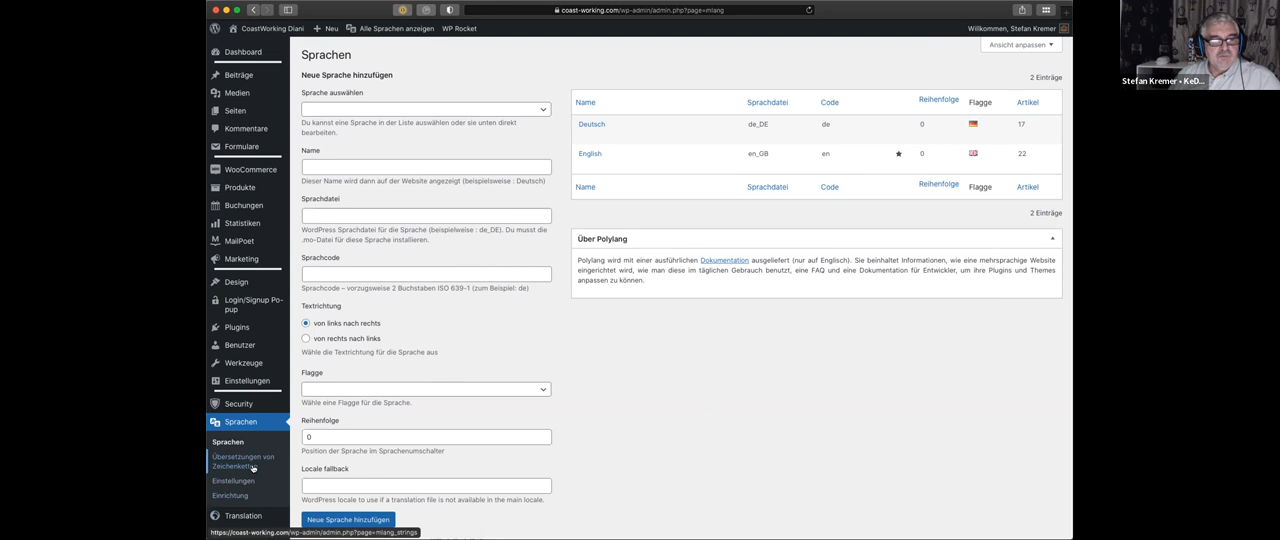 coast-working.com/wp-admin/admin.php?page=mlang
CoastWorking Diani
+ Neu
Alle Sprachen anzeigen
WP Rocket
Willkommen, Stefan Kremer
Stefan Kremer • KeD...
Dashboard
Beiträge
Medien
Seiten
Kommentare
Formulare
WooCommerce
Produkte
Buchungen
Statistiken
MailPoet
Marketing
Design
Login/Signup Po-
pup
Plugins
Benutzer
Werkzeuge
Einstellungen
Security
Sprachen
Sprachen
Übersetzungen von
Zeichenketten
Einstellungen
Einrichtung
Translation
https://coast-working.com/wp-admin/admin.php?page=mlang_strings
Ansicht anpassen ▼
Sprachen
Neue Sprache hinzufügen
Sprache auswählen
Du kannst eine Sprache in der Liste auswählen oder sie unten direkt
bearbeiten.
Name
Dieser Name wird dann auf der Website angezeigt (beispielsweise : Deutsch)
Sprachdatei
WordPress Sprachdatei für die Sprache (beispielweise : de_DE). Du musst die
.mo-Datei für diese Sprache installieren.
Sprachcode
Sprachcode – vorzugsweise 2 Buchstaben ISO 639-1 (zum Beispiel: de)
Textrichtung
von links nach rechts
von rechts nach links
Wähle die Textrichtung für die Sprache aus
Flagge
Wähle eine Flagge für die Sprache.
Reihenfolge
0
Position der Sprache im Sprachenumschalter
Locale fallback
WordPress locale to use if a translation file is not available in the main locale.
Neue Sprache hinzufügen
2 Einträge
Name Sprachdatei Code Reihenfolge Flagge Artikel
Deutsch de_DE de 0 17
English en_GB en ★ 0 22
Name Sprachdatei Code Reihenfolge Flagge Artikel
2 Einträge
Über Polylang
Polylang wird mit einer ausführlichen Dokumentation ausgeliefert (nur auf Englisch). Sie beinhaltet Informationen, wie eine mehrsprachige Website
eingerichtet wird, wie man diese im täglichen Gebrauch benutzt, eine FAQ und eine Dokumentation für Entwickler, um ihre Plugins und Themes
anpassen zu können.